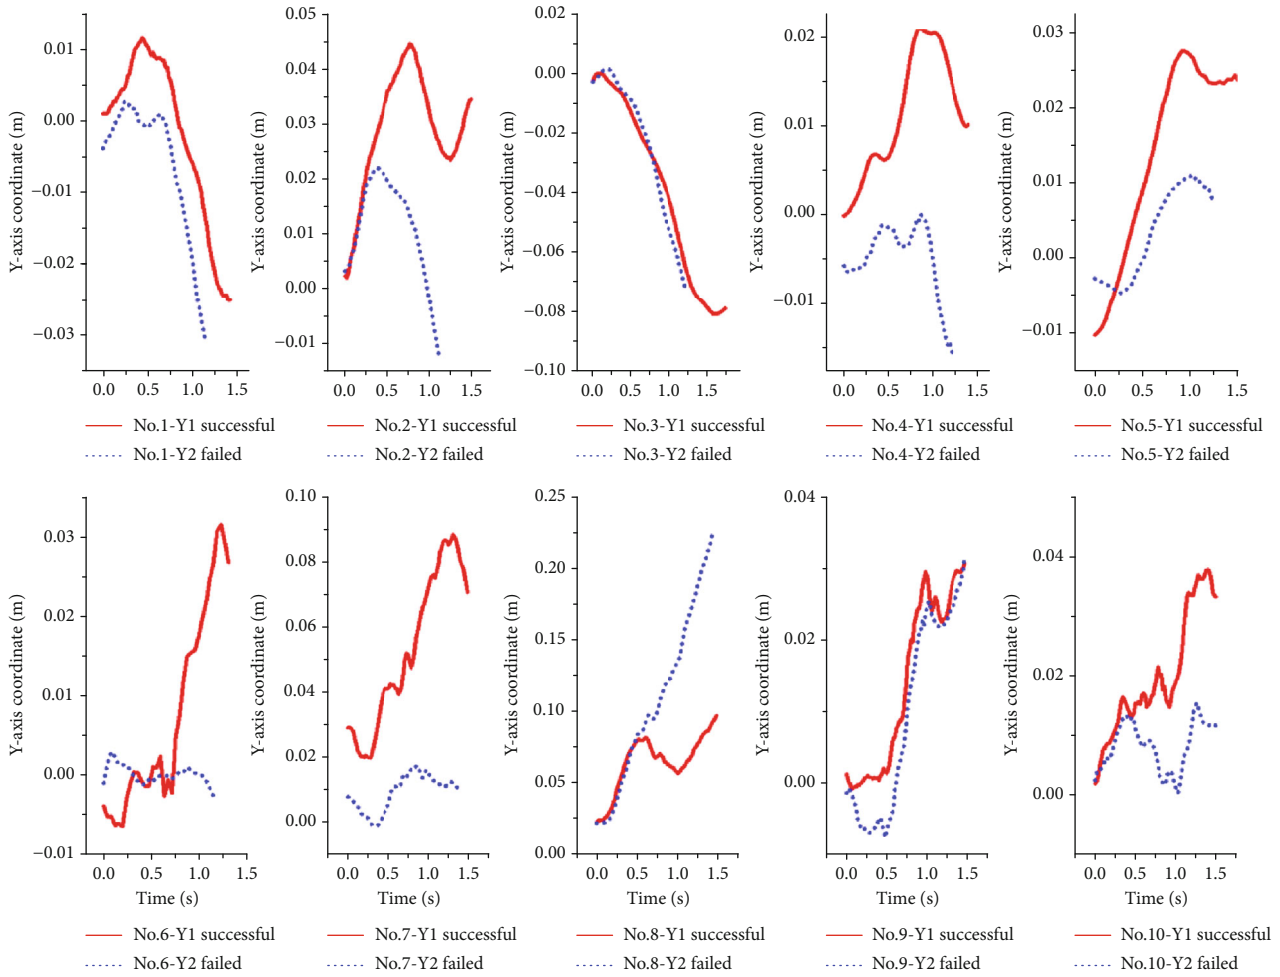 Y-axis coordinate (m)
0.01
0.00
−0.01
−0.02
−0.03
0.0 0.5 1.0 1.5
No.1-Y1 successful
No.1-Y2 failed
Y-axis coordinate (m)
0.05
0.04
0.03
0.02
0.01
0.00
−0.01
0.0 0.5 1.0 1.5
No.2-Y1 successful
No.2-Y2 failed
Y-axis coordinate (m)
0.02
0.00
−0.02
−0.04
−0.06
−0.08
−0.10
0.0 0.5 1.0 1.5
No.3-Y1 successful
No.3-Y2 failed
Y-axis coordinate (m)
0.02
0.01
0.00
−0.01
0.0 0.5 1.0 1.5
No.4-Y1 successful
No.4-Y2 failed
Y-axis coordinate (m)
0.03
0.02
0.01
0.00
−0.01
0.0 0.5 1.0 1.5
No.5-Y1 successful
No.5-Y2 failed
Y-axis coordinate (m)
0.03
0.02
0.01
0.00
−0.01
0.0 0.5 1.0 1.5
Time (s)
No.6-Y1 successful
No.6-Y2 failed
Y-axis coordinate (m)
0.10
0.08
0.06
0.04
0.02
0.00
0.0 0.5 1.0 1.5
Time (s)
No.7-Y1 successful
No.7-Y2 failed
Y-axis coordinate (m)
0.25
0.20
0.15
0.10
0.05
0.00
0.0 0.5 1.0 1.5
Time (s)
No.8-Y1 successful
No.8-Y2 failed
Y-axis coordinate (m)
0.04
0.02
0.00
0.0 0.5 1.0 1.5
Time (s)
No.9-Y1 successful
No.9-Y2 failed
Y-axis coordinate (m)
0.04
0.02
0.00
0.0 0.5 1.0 1.5
Time (s)
No.10-Y1 successful
No.10-Y2 failed